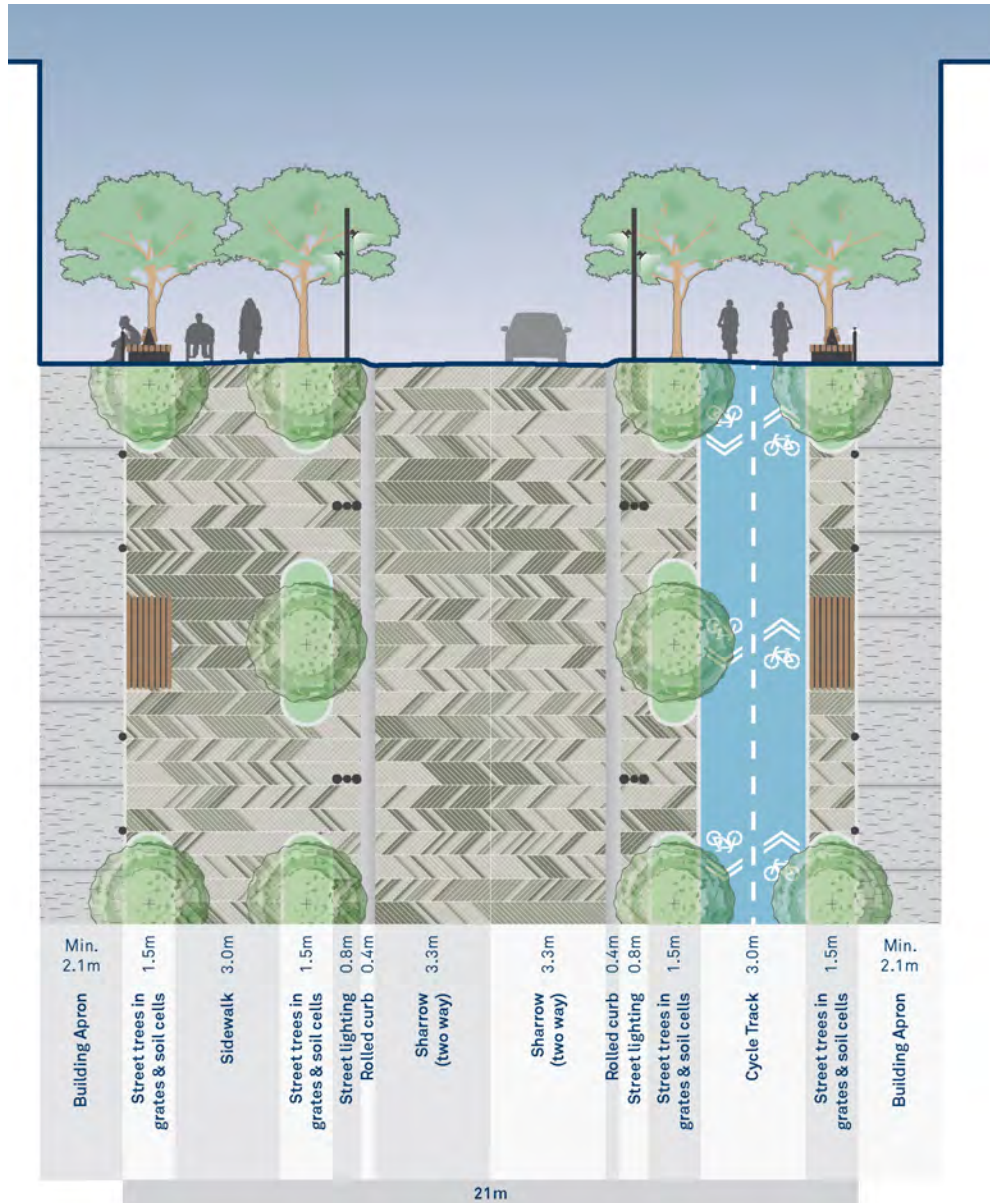 Min.
2.1m
Building Apron
1.5m
Street trees in
grates & soil cells
3.0m
Sidewalk
1.5m
Street trees in
grates & soil cells
0.8m
Street lighting
0.4m
Rolled curb
3.3m
Sharrow
(two way)
3.3m
Sharrow
(two way)
0.4m
Rolled curb
0.8m
Street lighting
1.5m
Street trees in
grates & soil cells
3.0m
Cycle Track
1.5m
Street trees in
grates & soil cells
Min.
2.1m
Building Apron
21m